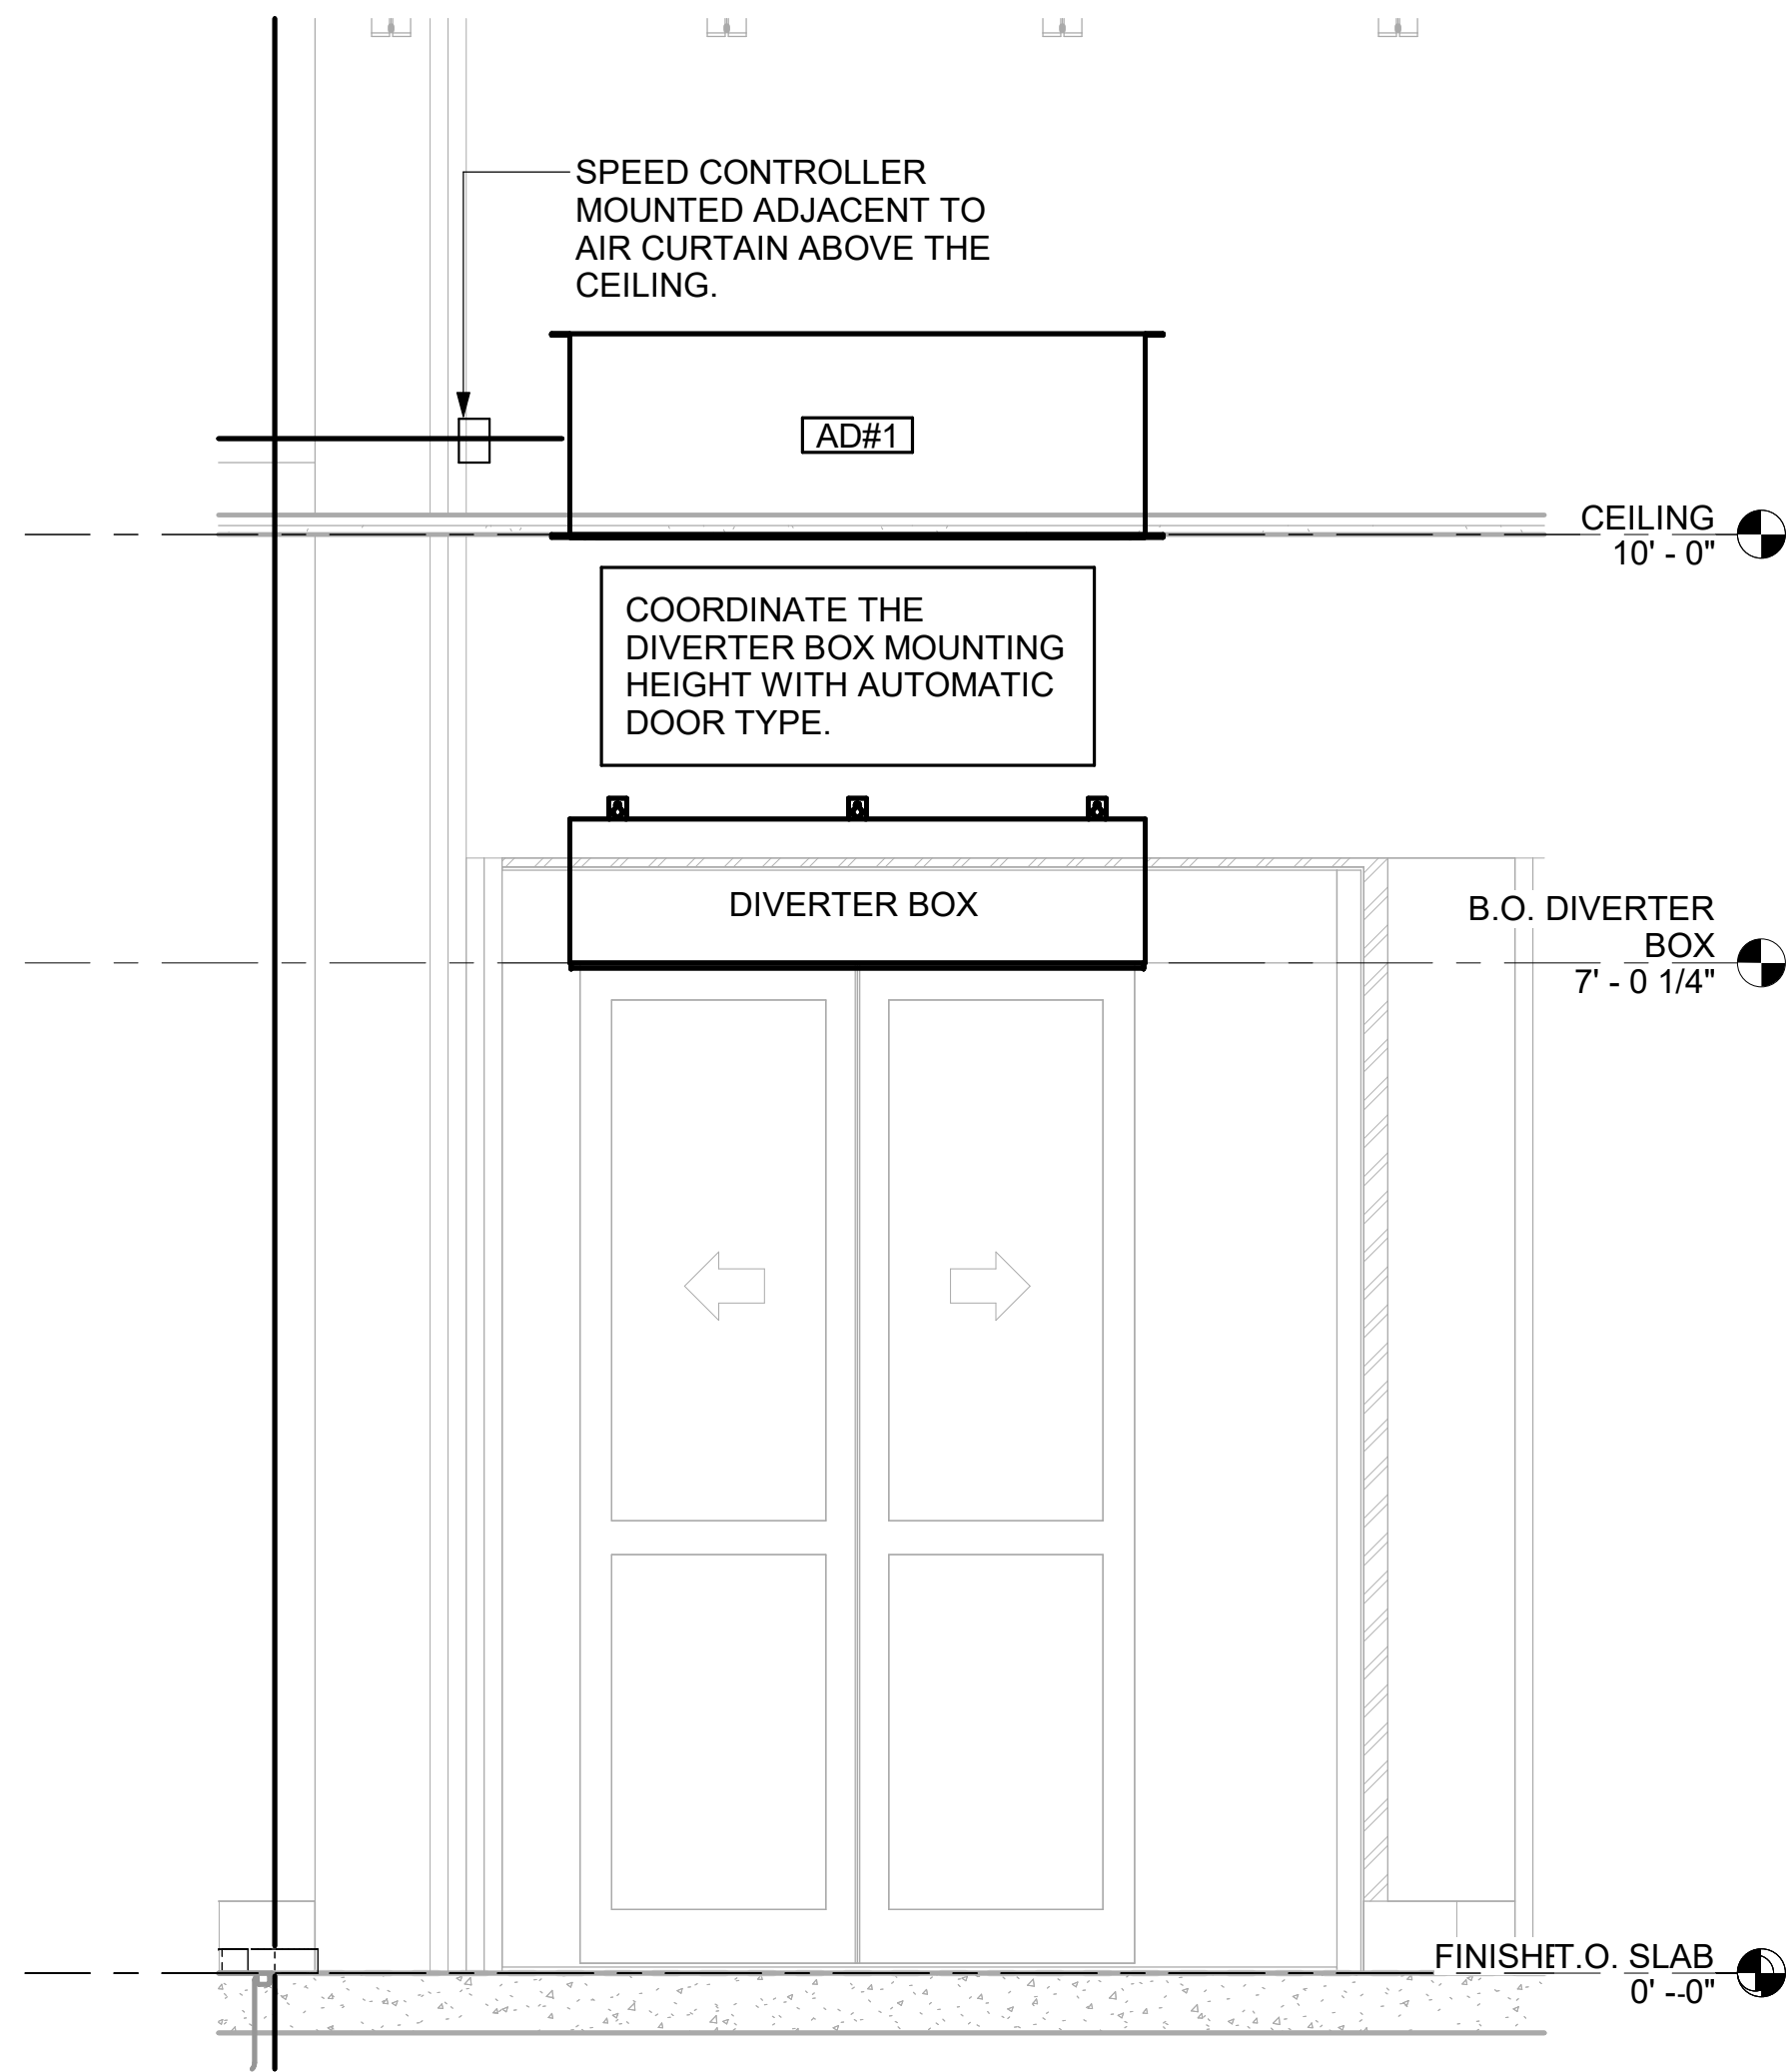 SPEED CONTROLLER
MOUNTED ADJACENT TO
AIR CURTAIN ABOVE THE
CEILING.
AD#1
CEILING
10' - 0"
COORDINATE THE
DIVERTER BOX MOUNTING
HEIGHT WITH AUTOMATIC
DOOR TYPE.
DIVERTER BOX
B.O. DIVERTER
BOX
7' - 0 1/4"
T.O. SLAB
0' - 0"